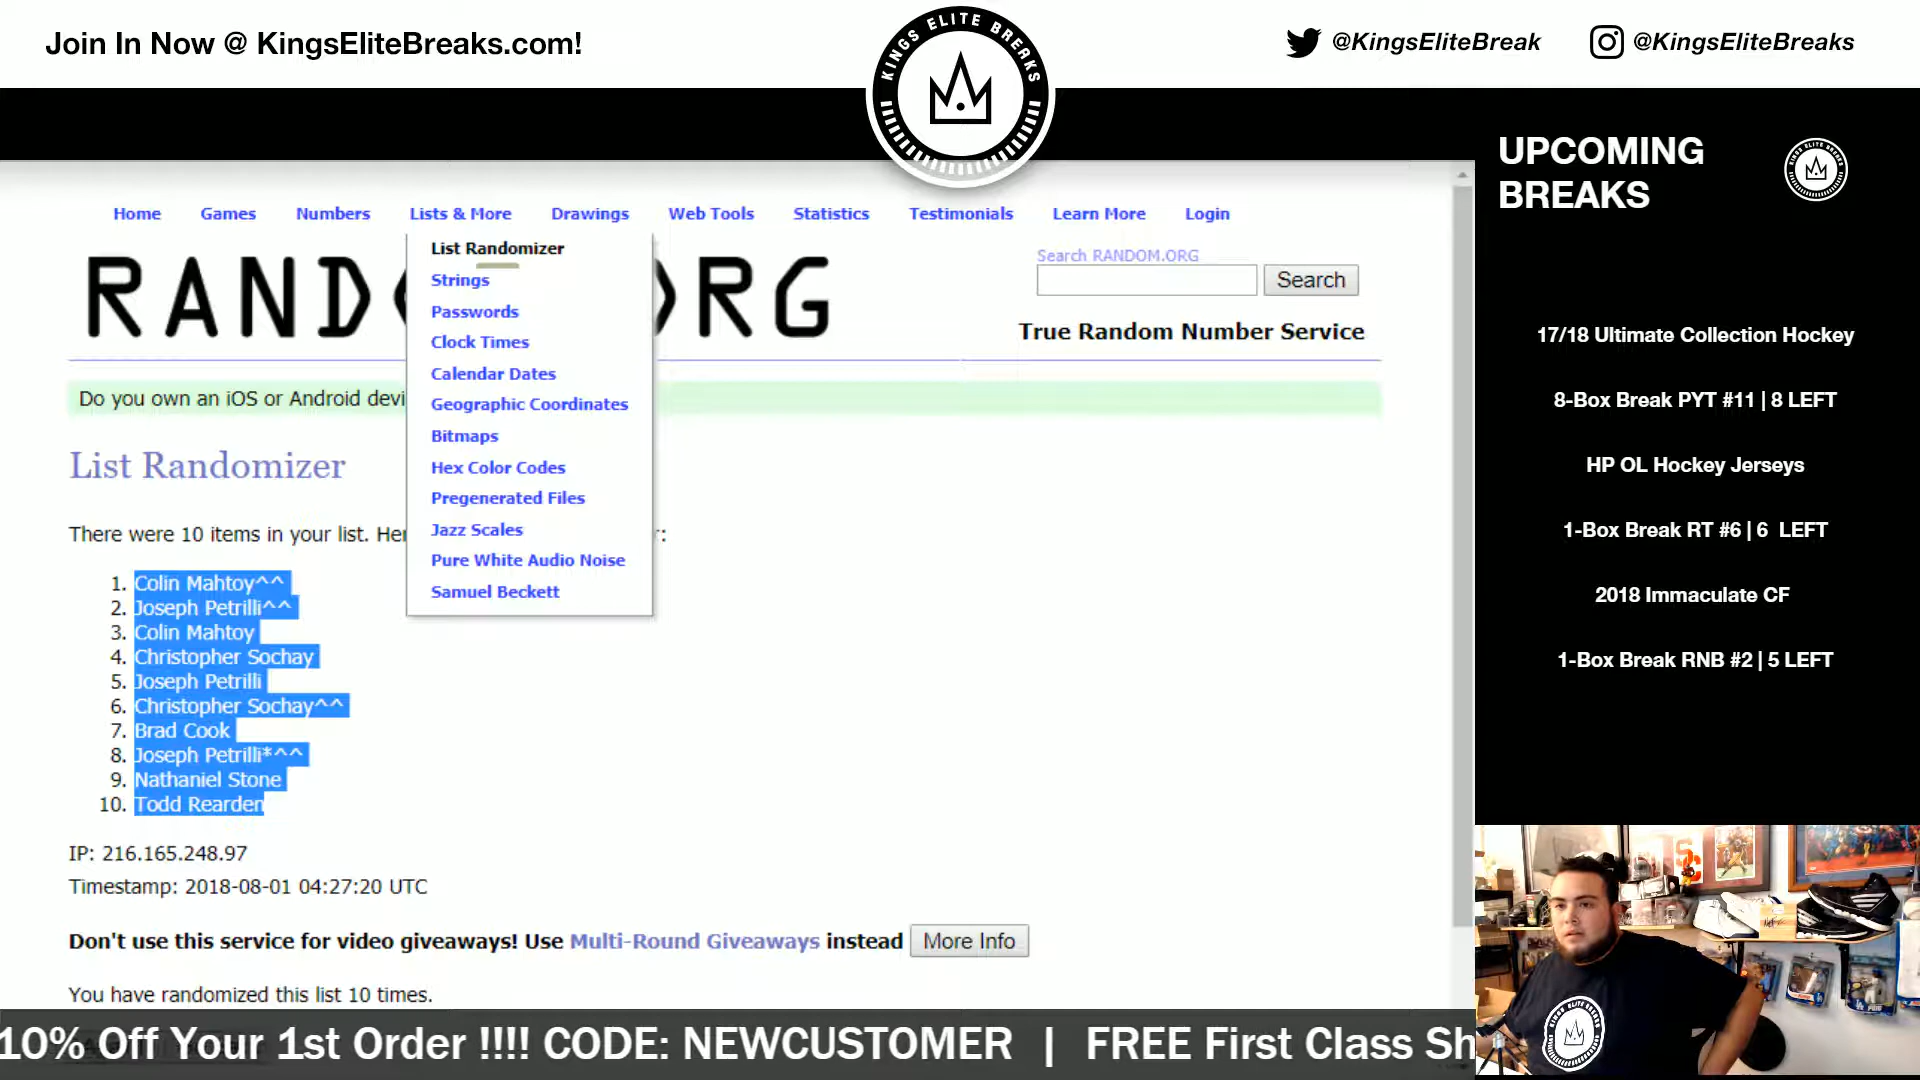 Join In Now @ KingsEliteBreaks.com!
KINGS ELITE BREAKS
@KingsEliteBreak
@KingsEliteBreaks
UPCOMING
BREAKS
KINGS ELITE BREAKS
17/18 Ultimate Collection Hockey
8-Box Break PYT #11 | 8 LEFT
HP OL Hockey Jerseys
1-Box Break RT #6 | 6 LEFT
2018 Immaculate CF
1-Box Break RNB #2 | 5 LEFT
Home Games Numbers Lists & More Drawings Web Tools Statistics Testimonials Learn More Login
List Randomizer
Strings
Passwords
Clock Times
Calendar Dates
Geographic Coordinates
Bitmaps
Hex Color Codes
Pregenerated Files
Jazz Scales
Pure White Audio Noise
Samuel Beckett
RAND RG
Search RANDOM.ORG
Search
True Random Number Service
Do you own an iOS or Android devi
List Randomizer
There were 10 items in your list. Her r:
1. Colin Mahtoy^^
2. Joseph Petrilli^^
3. Colin Mahtoy
4. Christopher Sochay
5. Joseph Petrilli
6. Christopher Sochay^^
7. Brad Cook
8. Joseph Petrilli*^^
9. Nathaniel Stone
10. Todd Rearden
IP: 216.165.248.97
Timestamp: 2018-08-01 04:27:20 UTC
Don't use this service for video giveaways! Use Multi-Round Giveaways instead More Info
You have randomized this list 10 times.
10% Off Your 1st Order !!!! CODE: NEWCUSTOMER | FREE First Class Sh